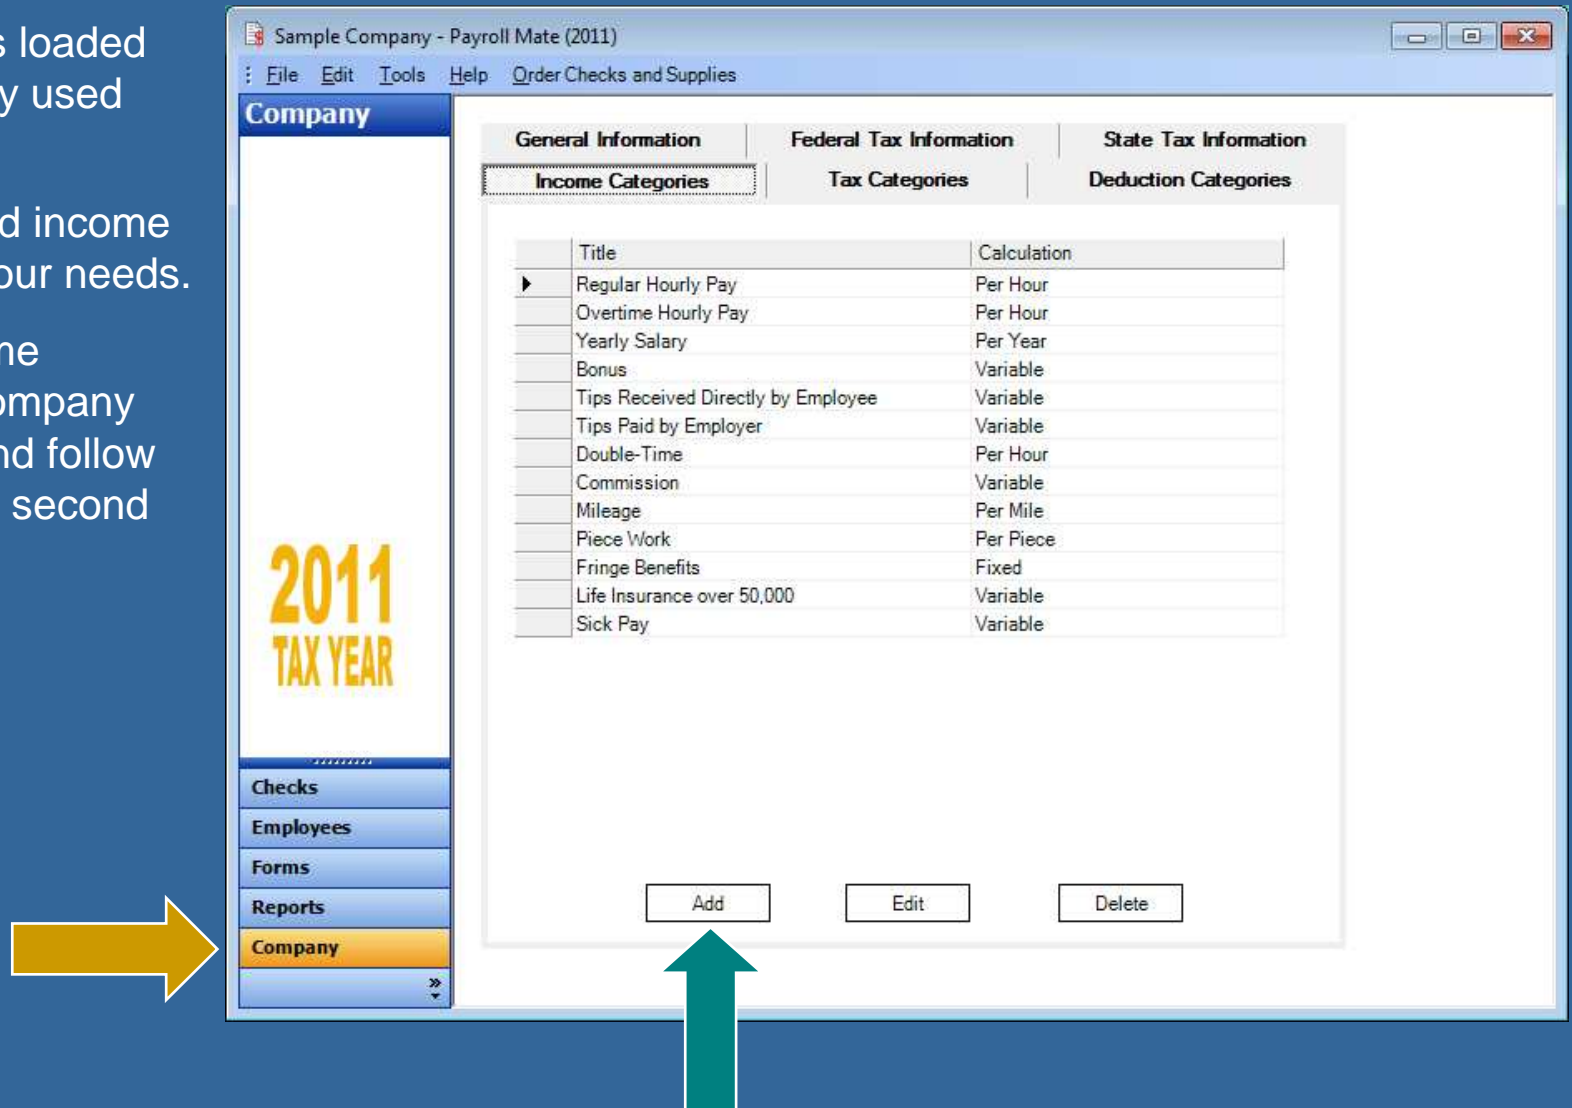 s loaded
y used
d income
our needs.
me
ompany
nd follow
second
Sample Company - Payroll Mate (2011)
File Edit Tools Help Order Checks and Supplies
Company
General Information Federal Tax Information State Tax Information
Income Categories Tax Categories Deduction Categories
Title Calculation
Regular Hourly Pay Per Hour
Overtime Hourly Pay Per Hour
Yearly Salary Per Year
Bonus Variable
Tips Received Directly by Employee Variable
Tips Paid by Employer Variable
Double-Time Per Hour
Commission Variable
Mileage Per Mile
Piece Work Per Piece
Fringe Benefits Fixed
Life Insurance over 50,000 Variable
Sick Pay Variable
2011
TAX YEAR
Checks
Employees
Forms
Reports
Company
Add Edit Delete